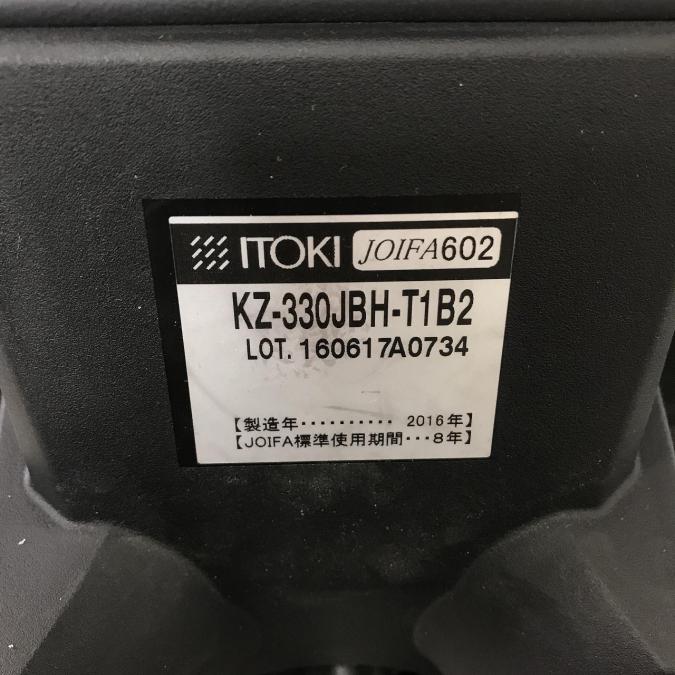 ITOKI JOIFA602
KZ-330JBH-T1B2
LOT. 160617A0734
【製造年·········· 2016年】
【JOIFA標準使用期間···8年】